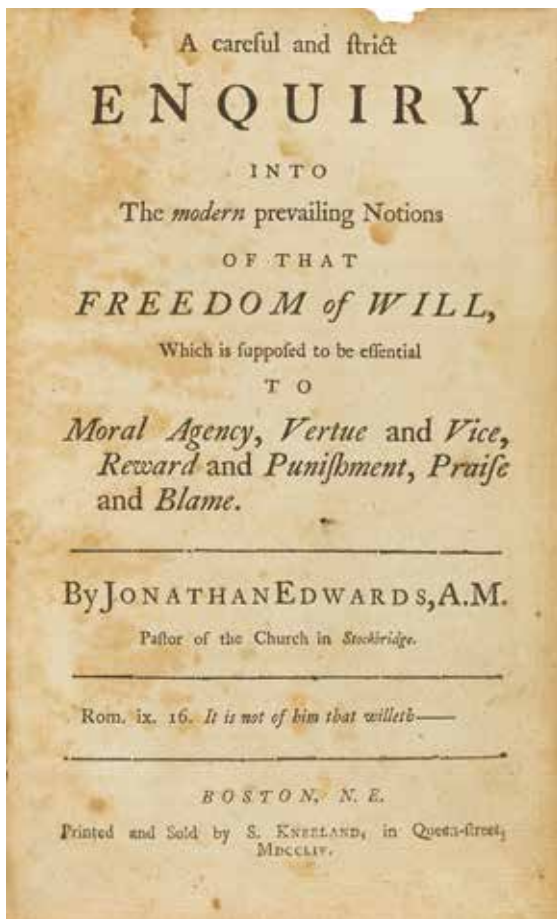 A careful and ſtrict
ENQUIRY
INTO
The modern prevailing Notions
OF THAT
FREEDOM of WILL,
Which is ſuppoſed to be eſſential
TO
Moral Agency, Vertue and Vice,
Reward and Puniſhment, Praiſe
and Blame.
By JONATHAN EDWARDS, A.M.
Paſtor of the Church in Stockbridge.
Rom. ix. 16. It is not of him that willeth——
BOSTON, N. E.
Printed and Sold by S. KNEELAND, in Queen-ſtreet,
MDCCLIV.